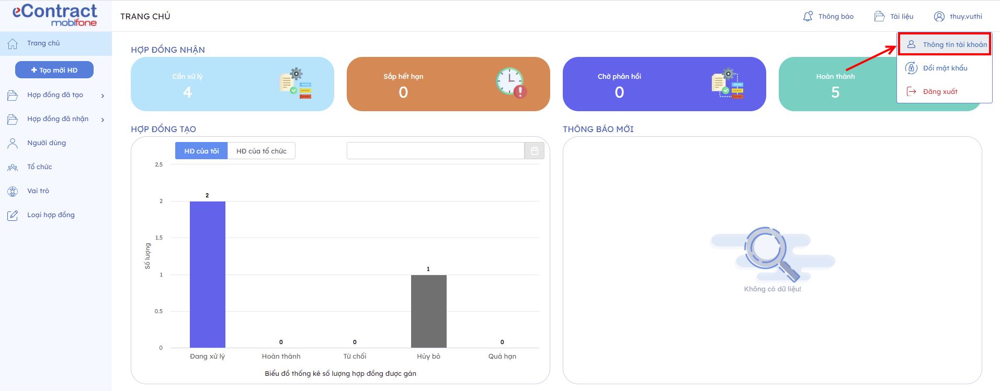 eContract
mobifone
TRANG CHỦ
Thông báo
Tài liệu
thuy.vuthi
Trang chủ
Tạo mới HĐ
Hợp đồng đã tạo
Hợp đồng đã nhận
Người dùng
Tổ chức
Vai trò
Loại hợp đồng
Thông tin tài khoản
Đổi mật khẩu
Đăng xuất
HỢP ĐỒNG NHẬN
Cần xử lý
4
Sắp hết hạn
0
Chờ phản hồi
0
Hoàn thành
5
HỢP ĐỒNG TẠO
HĐ của tôi
HĐ của tổ chức
2.5
2
1.5
1
0.5
0
Số lượng
2
0
0
1
0
Đang xử lý
Hoàn thành
Từ chối
Hủy bỏ
Quá hạn
Biểu đồ thống kê số lượng hợp đồng được gán
THÔNG BÁO MỚI
Không có dữ liệu!